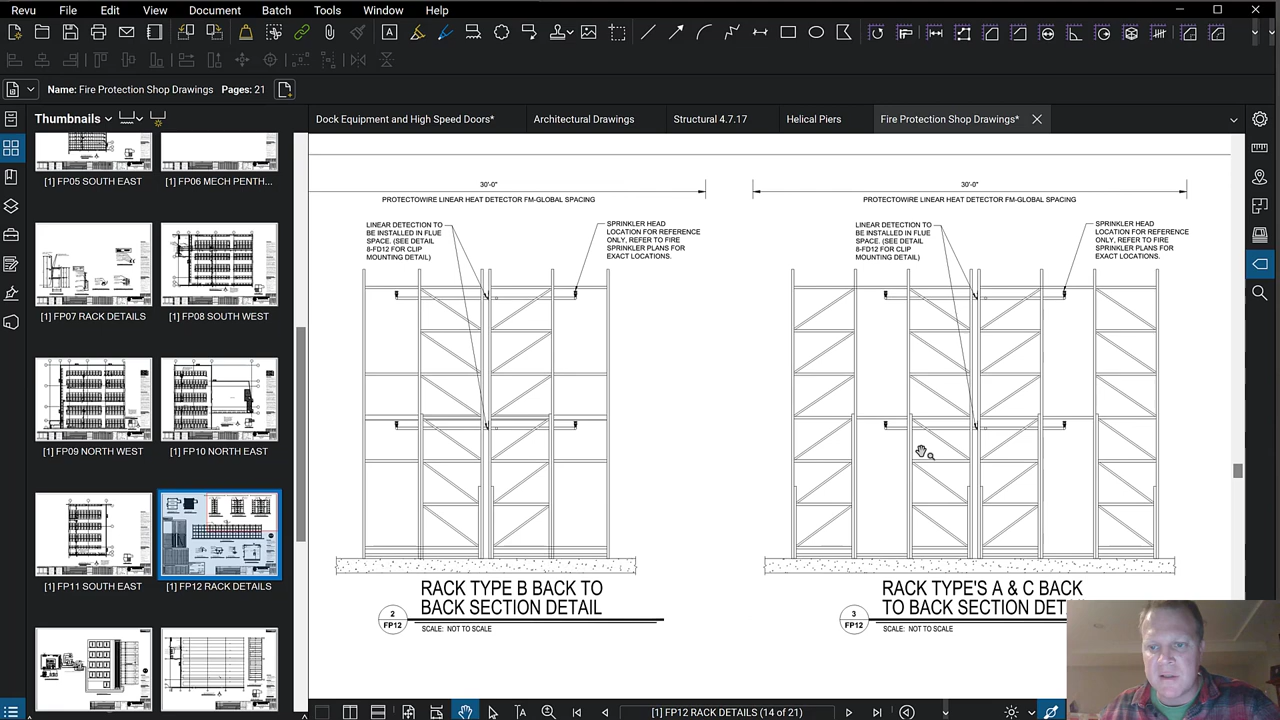 Revu File Edit View Document Batch Tools Window Help
Name: Fire Protection Shop Drawings Pages: 21
Thumbnails
Dock Equipment and High Speed Doors* Architectural Drawings Structural 4.7.17 Helical Piers Fire Protection Shop Drawings*
[1] FP05 SOUTH EAST [1] FP06 MECH PENTH...
[1] FP07 RACK DETAILS [1] FP08 SOUTH WEST
[1] FP09 NORTH WEST [1] FP10 NORTH EAST
[1] FP11 SOUTH EAST [1] FP12 RACK DETAILS
30'-0"
PROTECTOWIRE LINEAR HEAT DETECTOR FM-GLOBAL SPACING
LINEAR DETECTION TO
BE INSTALLED IN FLUE
SPACE. (SEE DETAIL
8-FD12 FOR CLIP
MOUNTING DETAIL)
SPRINKLER HEAD
LOCATION FOR REFERENCE
ONLY, REFER TO FIRE
SPRINKLER PLANS FOR
EXACT LOCATIONS.
RACK TYPE B BACK TO
BACK SECTION DETAIL
2
FP12
SCALE: NOT TO SCALE
30'-0"
PROTECTOWIRE LINEAR HEAT DETECTOR FM-GLOBAL SPACING
LINEAR DETECTION TO
BE INSTALLED IN FLUE
SPACE. (SEE DETAIL
8-FD12 FOR CLIP
MOUNTING DETAIL)
SPRINKLER HEAD
LOCATION FOR REFERENCE
ONLY, REFER TO FIRE
SPRINKLER PLANS FOR
EXACT LOCATIONS.
RACK TYPE'S A & C BACK
TO BACK SECTION DET
3
FP12
SCALE: NOT TO SCALE
[1] FP12 RACK DETAILS (14 of 21)